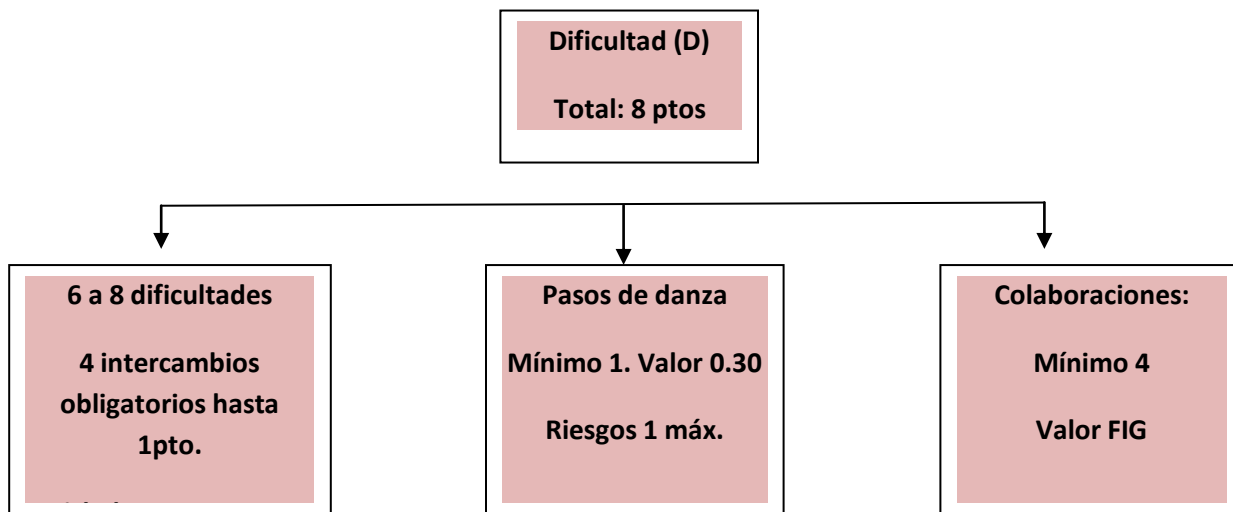 Dificultad (D)
Total: 8 ptos
6 a 8 dificultades
4 intercambios
obligatorios hasta
1pto.
Pasos de danza
Mínimo 1. Valor 0.30
Riesgos 1 máx.
Colaboraciones:
Mínimo 4
Valor FIG